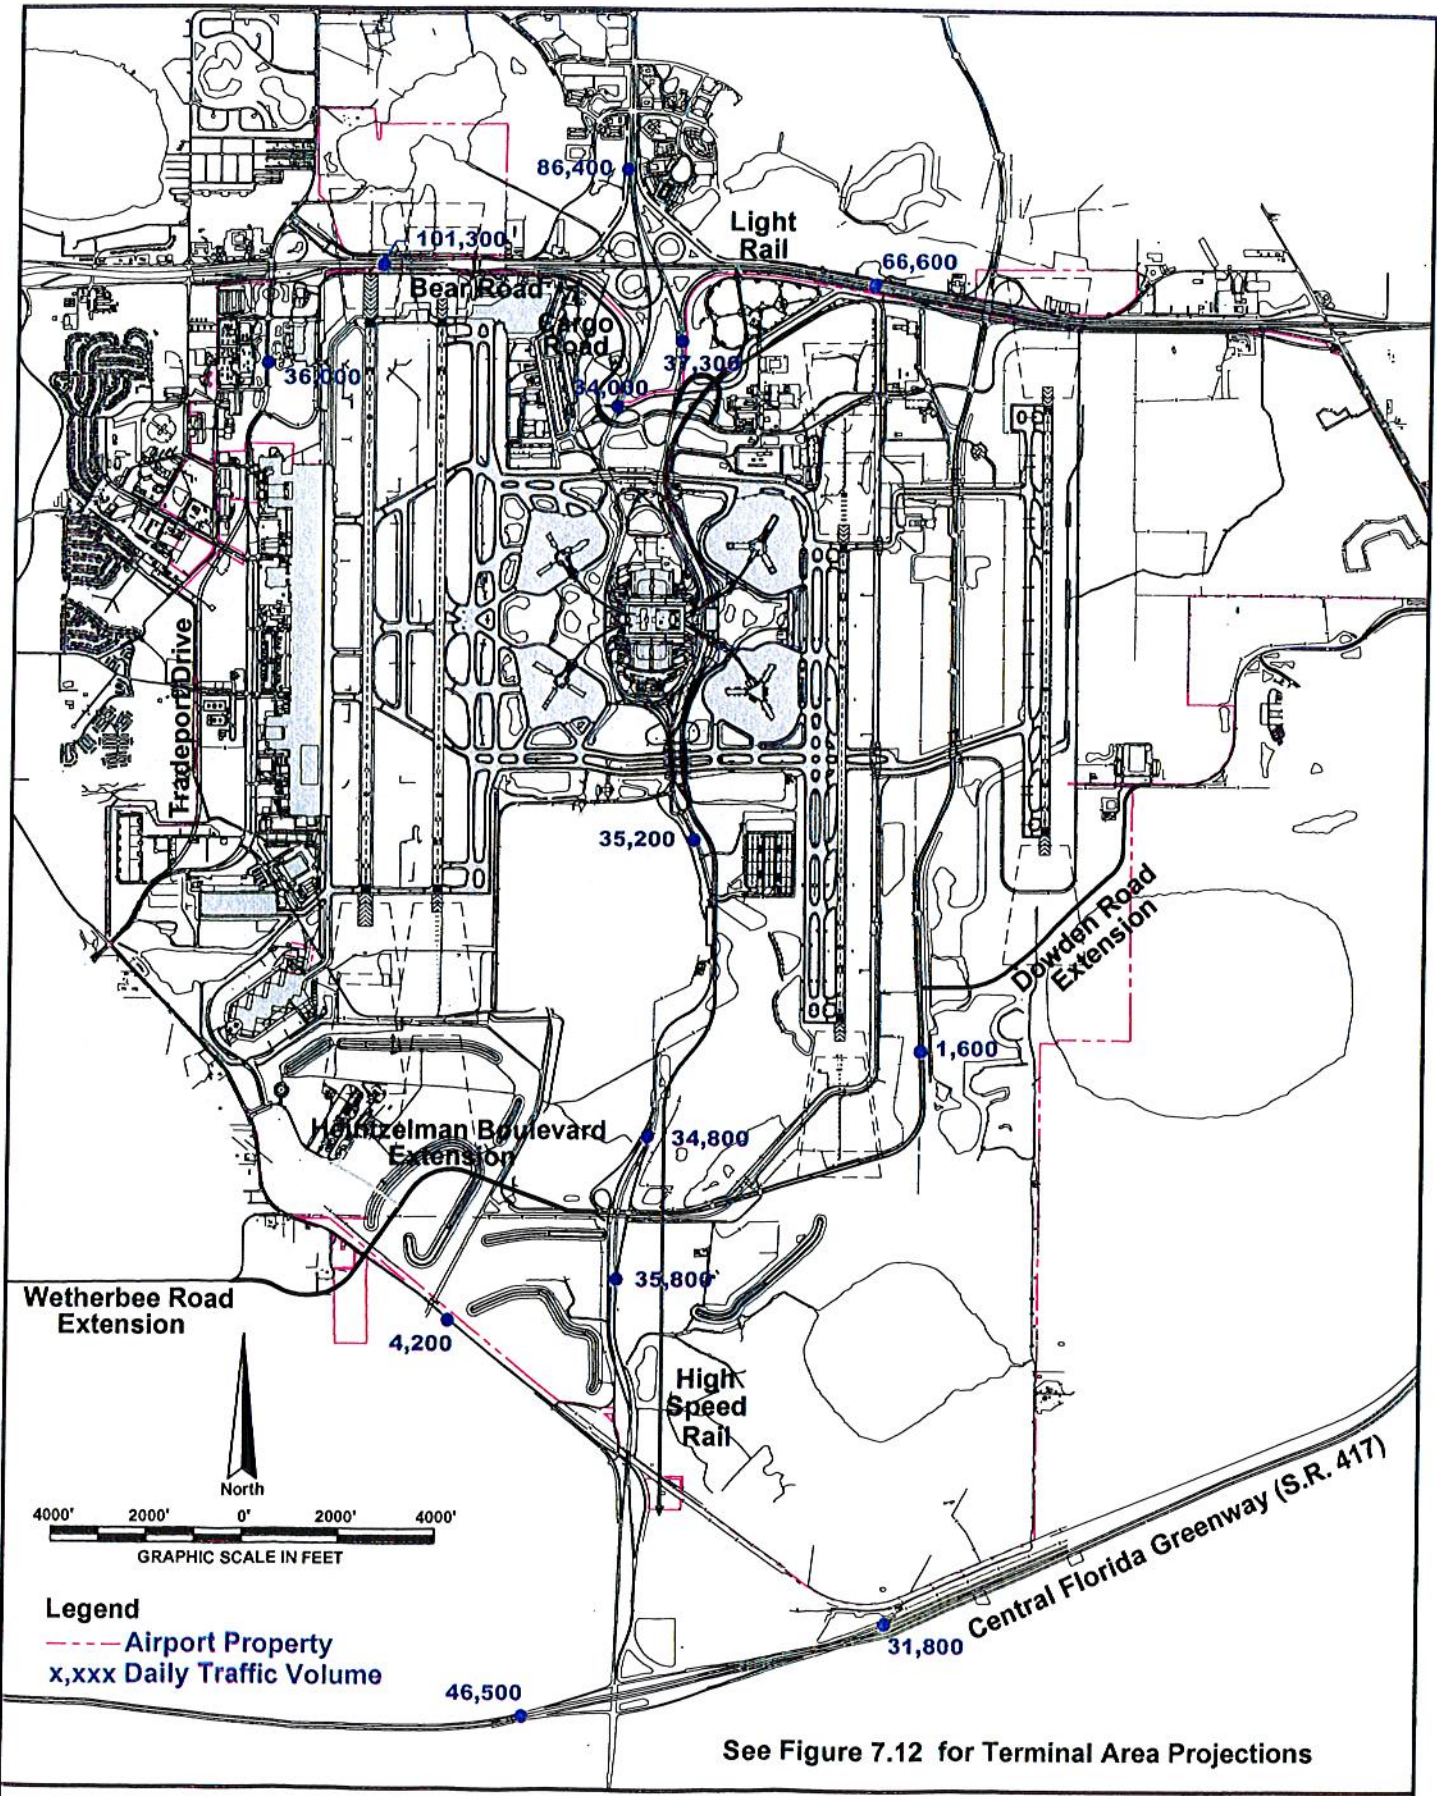 86,400
Light
Rail
101,300
66,600
Bear Road
Cargo
Road
37,300
36,000
34,000
Tradeport Drive
35,200
Dowden Road
Extension
1,600
Heintzelman Boulevard
Extension
34,800
35,800
Wetherbee Road
Extension
4,200
High
Speed
Rail
North
4000' 2000' 0' 2000' 4000'
GRAPHIC SCALE IN FEET
Central Florida Greenway (S.R. 417)
Legend
Airport Property
x,xxx Daily Traffic Volume
31,800
46,500
See Figure 7.12 for Terminal Area Projections